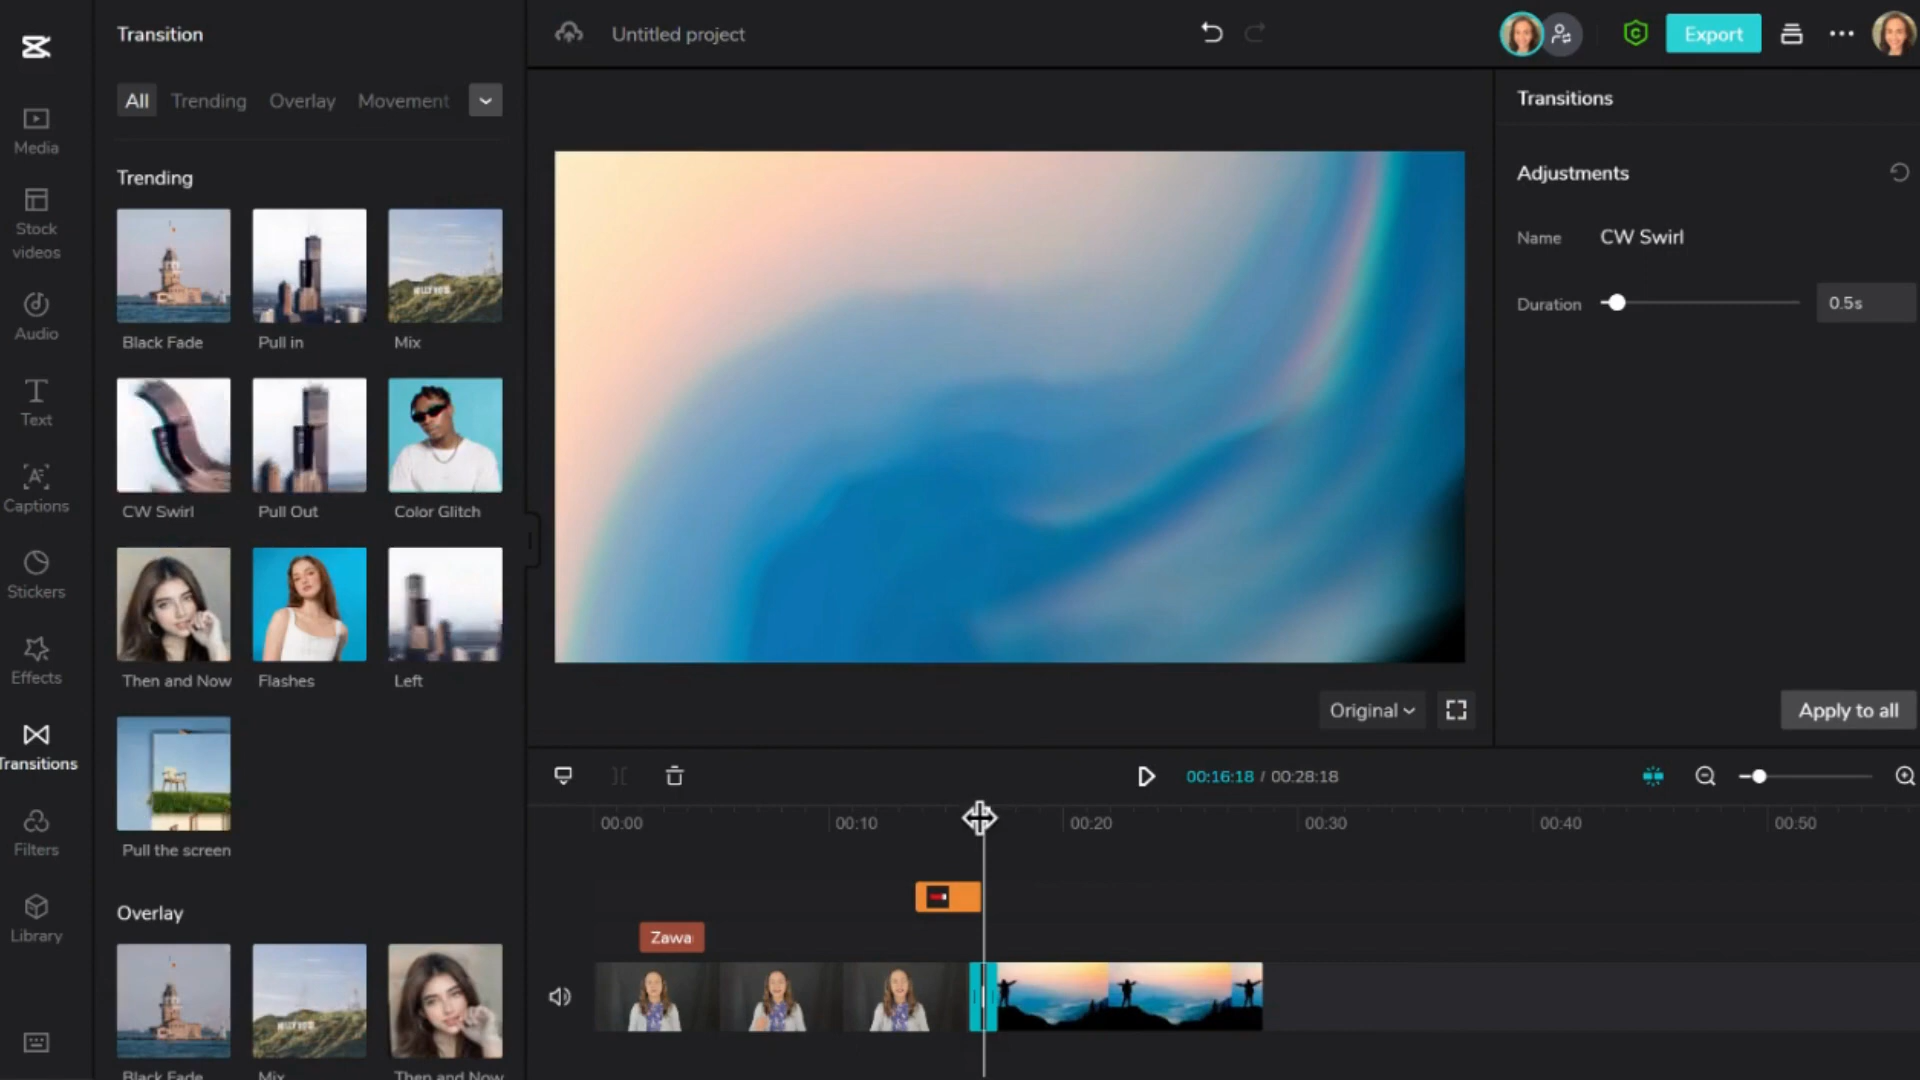 Transition
Untitled project
Export
All
Trending
Overlay
Movement
Media
Stock
videos
Audio
Text
Captions
Stickers
Effects
Transitions
Filters
Library
Trending
Black Fade
Pull in
Mix
CW Swirl
Pull Out
Color Glitch
Then and Now
Flashes
Left
Pull the screen
Overlay
Black Fade
Mix
Then and Now
Transitions
Adjustments
Name
CW Swirl
Duration
0.5s
Original
Apply to all
00:16:18 / 00:28:18
00:00
00:10
00:20
00:30
00:40
00:50
Zawa